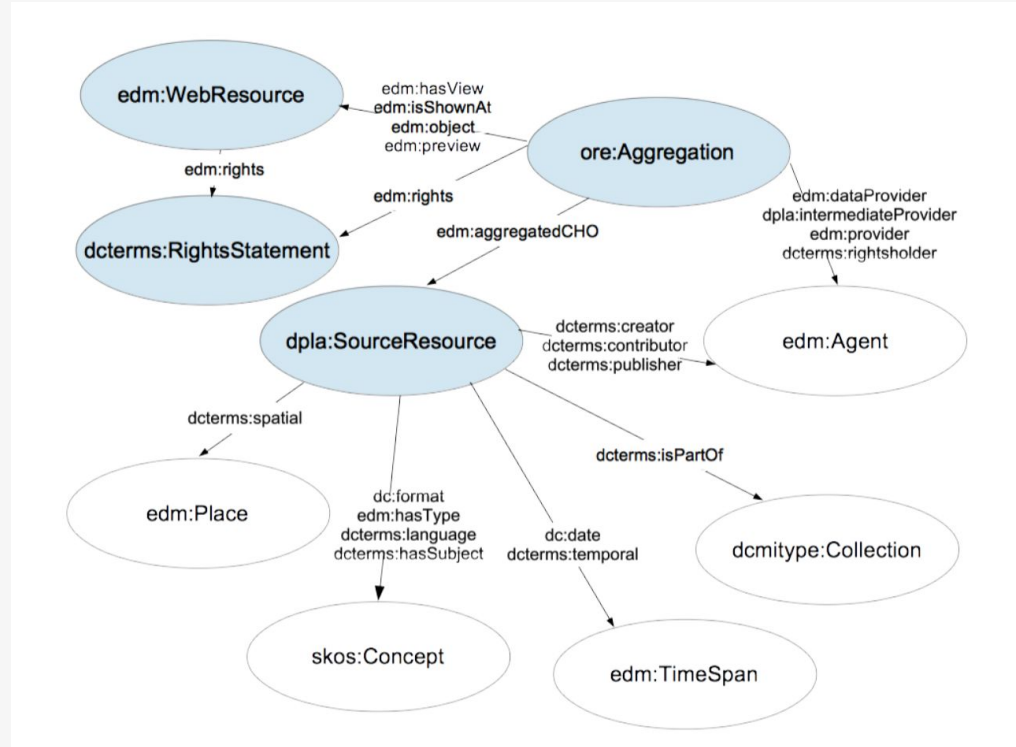 edm:WebResource
edm:hasView
edm:isShownAt
edm:object
edm:preview
ore:Aggregation
edm:rights
edm:rights
edm:dataProvider
dpla:intermediateProvider
edm:provider
dcterms:rightsholder
dcterms:RightsStatement
edm:aggregatedCHO
dpla:SourceResource
dcterms:creator
dcterms:contributor
dcterms:publisher
edm:Agent
dcterms:spatial
dcterms:isPartOf
edm:Place
dc:format
edm:hasType
dcterms:language
dcterms:hasSubject
dc:date
dcterms:temporal
dcmitype:Collection
skos:Concept
edm:TimeSpan